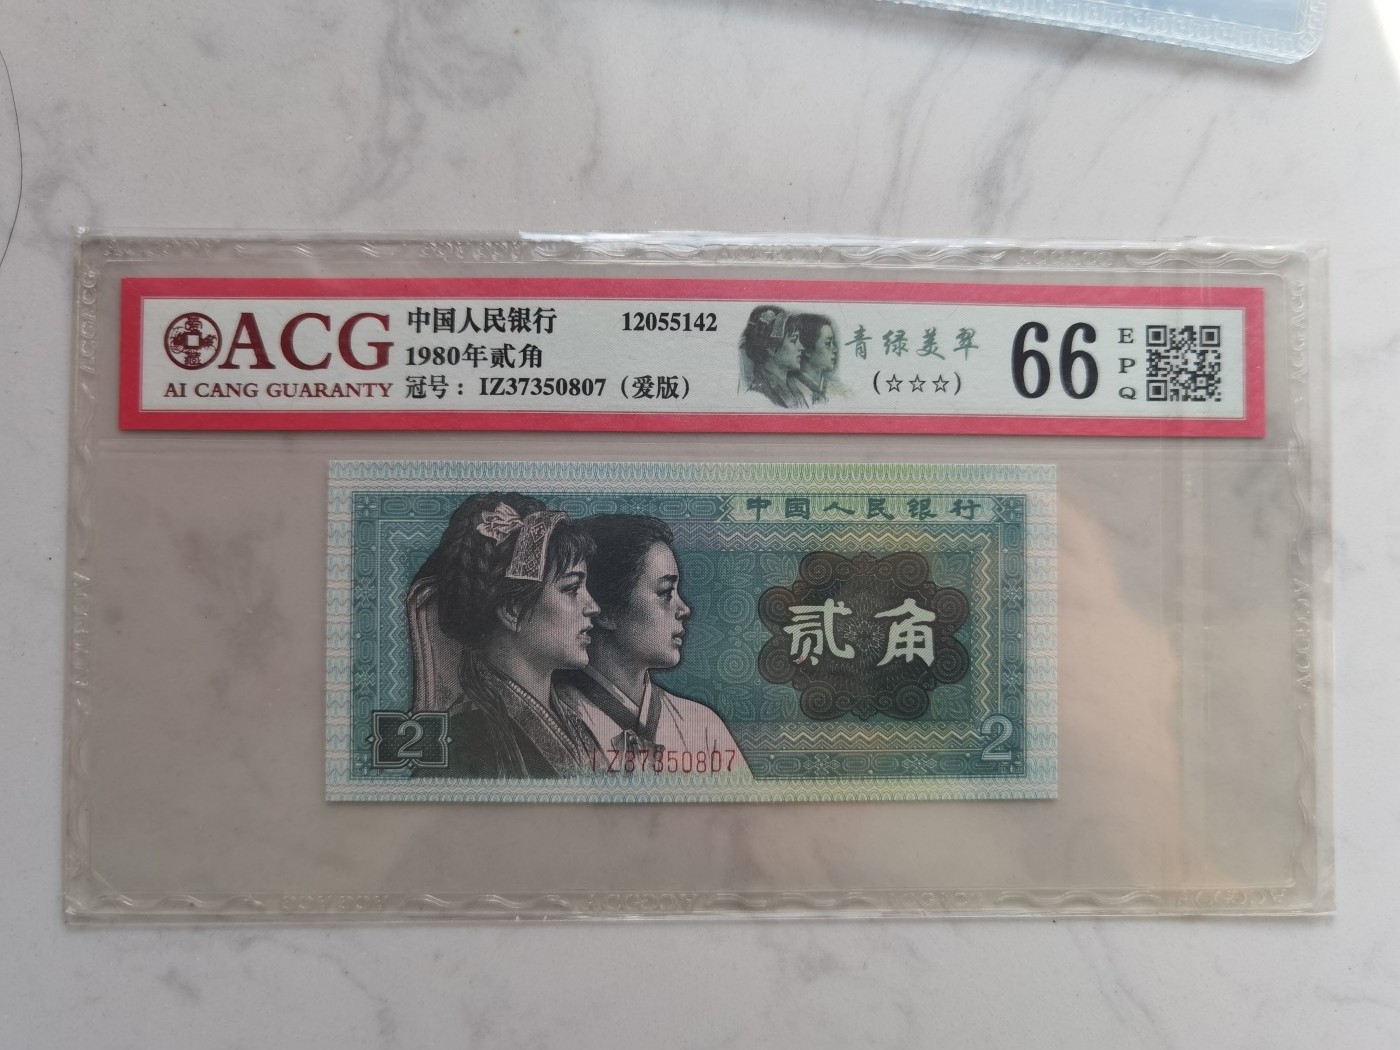 ACG
AI CANG GUARANTY
中国人民银行 12055142
1980年贰角
冠号：IZ37350807（爱版）
青绿美翠
(☆☆☆)
66
E
P
Q
中国人民银行
贰角
2
2
IZ37350807